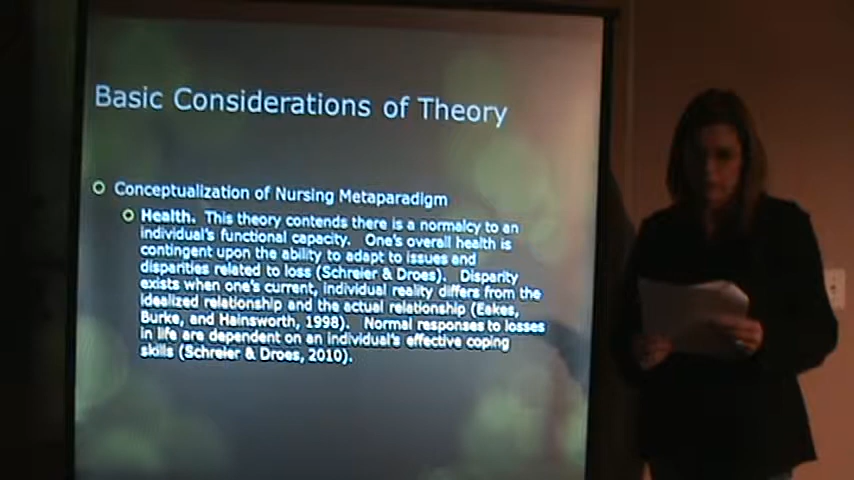 Basic Considerations of Theory
Conceptualization of Nursing Metaparadigm
Health. This theory contends there is a normalcy to an
individual's functional capacity. One's overall health is
contingent upon the ability to adapt to issues and
disparities related to loss (Schreier & Droes). Disparity
exists when one's current, individual reality differs from the
idealized relationship and the actual relationship (Eakes,
Burke, and Hainsworth, 1998). Normal responses to losses
in life are dependent on an individual's effective coping
skills (Schreier & Droes, 2010).